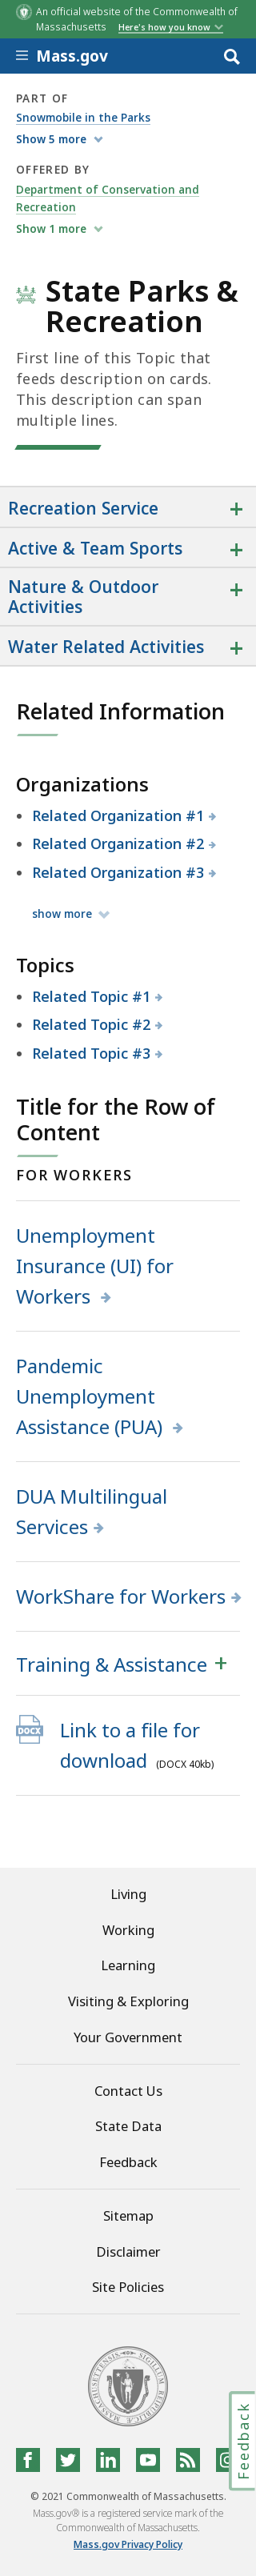 An official website of the Commonwealth of
Massachusetts Here's how you know
Mass.gov
PART OF
Snowmobile in the Parks
Show 5 more
OFFERED BY
Department of Conservation and
Recreation
Show 1 more
State Parks &
Recreation
First line of this Topic that
feeds description cards.
This description can span
multiple lines.
Recreation Service
Active & Team Sports
Nature & Outdoor
Activities
Water Related Activities
Related Information
Organizations
Related Organization #1
Related Organization #2
Related Organization #3
show more
Topics
Related Topic #1
Related Topic #2
Related Topic #3
Title for the Row of
Content
FOR WORKERS
Unemployment
Insurance (UI) for
Workers
Pandemic
Unemployment
Assistance (PUA)
DUA Multilingual
Services
WorkShare for Workers
Training & Assistance
DOCX
Link to a file for
download (DOCX 40kb)
Living
Working
Learning
Visiting & Exploring
Your Government
Contact Us
State Data
Feedback
Sitemap
Disclaimer
Site Policies
Feedback
© 2021 Commonwealth of Massachusetts.
Mass.gov® is a registered service mark of the
Commonwealth of Massachusetts.
Mass.gov Privacy Policy